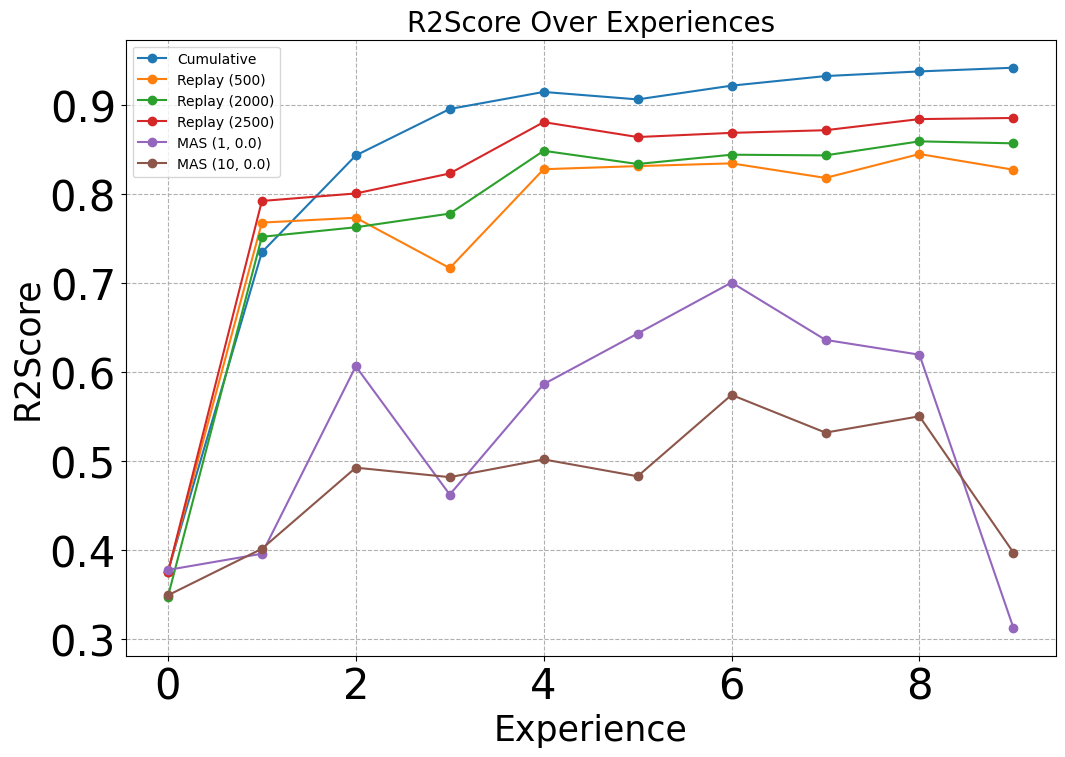 R2Score Over Experiences
Cumulative
Replay (500)
Replay (2000)
Replay (2500)
MAS (1, 0.0)
MAS (10, 0.0)
0.9
0.8
0.7
0.6
0.5
0.4
0.3
R2Score
0 2 4 6 8
Experience